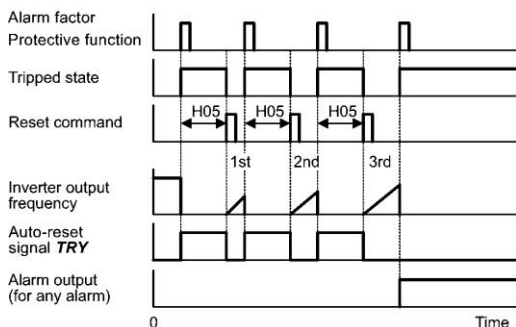 Alarm factor
Protective function
Tripped state
H05 H05 H05
Reset command
1st 2nd 3rd
Inverter output
frequency
Auto-reset
signal TRY
Alarm output
(for any alarm)
0 Time